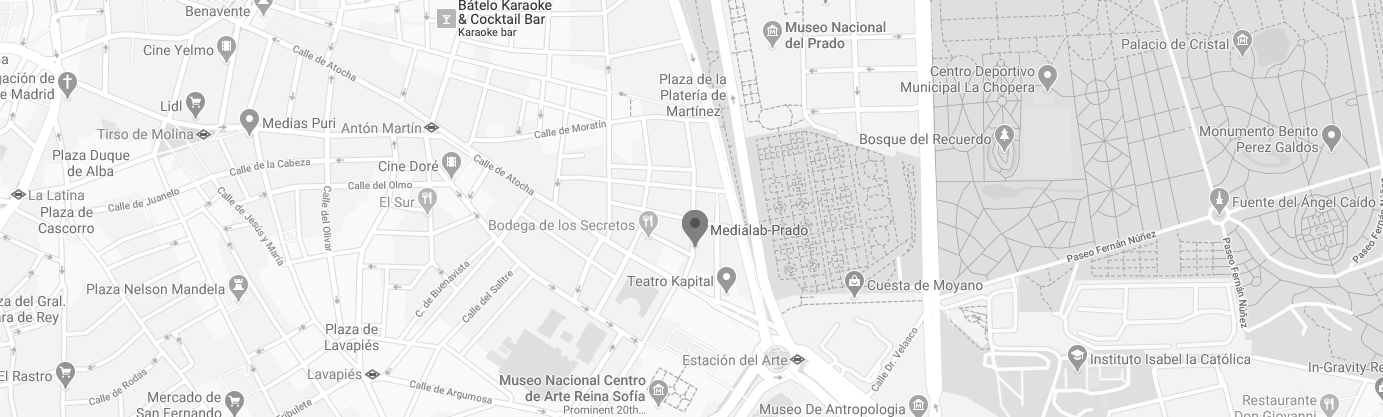 Bátelo Karaoke
& Cocktail Bar
Karaoke bar
Benavente
Cine Yelmo
Calle de Atocha
Museo Nacional
del Prado
Palacio de Cristal
gación de
e Madrid
Lidl
Medias Puri
Tirso de Molina
Antón Martín
Plaza de la
Platería de
Martínez
Calle de Moratín
Centro Deportivo
Municipal La Chopera
Bosque del Recuerdo
Monumento Benito
Perez Galdos
Plaza Duque
de Alba
Calle de la Cabeza
Cine Doré
Calle de Atocha
Calle del Olmo
El Sur
La Latina
Plaza de
Cascorro
Calle de Juanelo
Calle de Jesús y María
Calle del Olivar
Bodega de los Secretos
Medialab-Prado
Fuente del Ángel Caído
Paseo Fernán Núñez
Paseo Fernán Núñez
Paseo Fernán Núñez
Teatro Kapital
Cuesta de Moyano
Plaza Nelson Mandela
C. de Buenavista
Calle del Salitre
za del Gral.
ara de Rey
Plaza de
Lavapiés
Lavapiés
Estación del Arte
Calle Dr. Velasco
Instituto Isabel la Católica
In-Gravity Re
El Rastro
Calle de Rodas
Calle de Argumosa
Museo Nacional Centro
de Arte Reina Sofía
Prominent 20th...
Mercado de
San Fernando
Tribulete
Museo De Antropologia
Restaurante
Don Giovanni